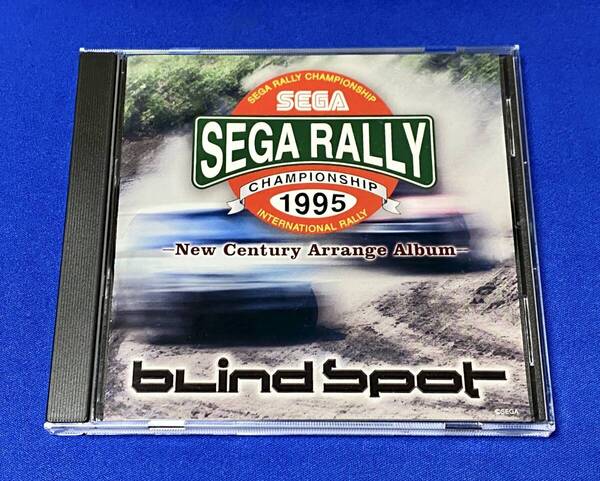 SEGA RALLY CHAMPIONSHIP
SEGA
SEGA RALLY
CHAMPIONSHIP
1995
INTERNATIONAL RALLY
-New Century Arrange Album-
blind Spot
©SEGA